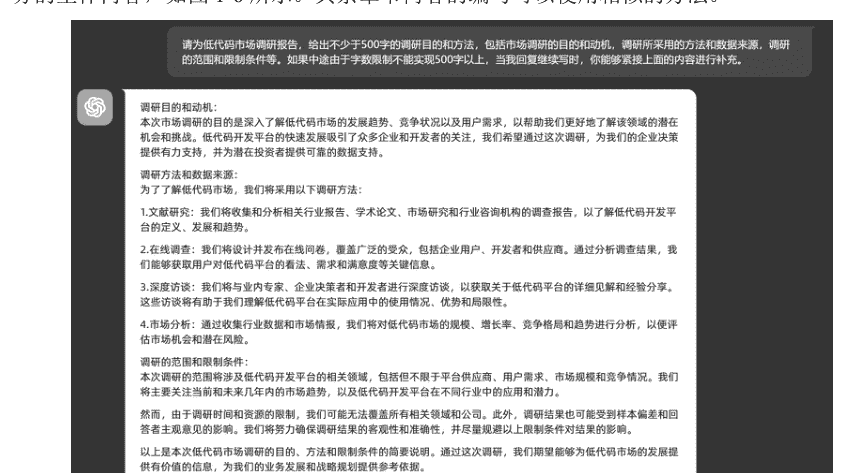 请为低代码市场调研报告，给出不少于500字的调研目的和方法，包括市场调研的目的和动机，调研所采用的方法和数据来源，调研
的范围和限制条件等。如果中途由于字数限制不能实现500字以上，当我回复继续写时，你能够紧接上面的内容进行补充。
调研目的和动机：
本次市场调研的目的是深入了解低代码市场的发展趋势、竞争状况以及用户需求，以帮助我们更好地了解该领域的潜在
机会和挑战。低代码开发平台的快速发展吸引了众多企业和开发者的关注，我们希望通过这次调研，为我们的企业决策
提供有力支持，并为潜在投资者提供可靠的数据支持。
调研方法和数据来源：
为了了解低代码市场，我们将采用以下调研方法：
1.文献研究：我们将收集和分析相关行业报告、学术论文、市场研究和行业咨询机构的调查报告，以了解低代码开发平
台的定义、发展和趋势。
2.在线调查：我们将设计并发布在线问卷，覆盖广泛的受众，包括企业用户、开发者和供应商。通过分析调查结果，我
们能够获取用户对低代码平台的看法、需求和满意度等关键信息。
3.深度访谈：我们将与业内专家、企业决策者和开发者进行深度访谈，以获取关于低代码平台的详细见解和经验分享。
这些访谈将有助于我们理解低代码平台在实际应用中的使用情况、优势和局限性。
4.市场分析：通过收集行业数据和市场情报，我们将对低代码市场的规模、增长率、竞争格局和趋势进行分析，以便评
估市场机会和潜在风险。
调研的范围和限制条件：
本次调研的范围将涉及低代码开发平台的相关领域，包括但不限于平台供应商、用户需求、市场规模和竞争情况。我们
将主要关注当前和未来几年内的市场趋势，以及低代码开发平台在不同行业中的应用和潜力。
然而，由于调研时间和资源的限制，我们可能无法覆盖所有相关领域和公司。此外，调研结果也可能受到样本偏差和回
答者主观意见的影响。我们将努力确保调研结果的客观性和准确性，并尽量规避以上限制条件对结果的影响。
以上是本次低代码市场调研的目的、方法和限制条件的简要说明。通过这次调研，我们期望能够为低代码市场的发展提
供有价值的信息，为我们的业务发展和战略规划提供参考依据。